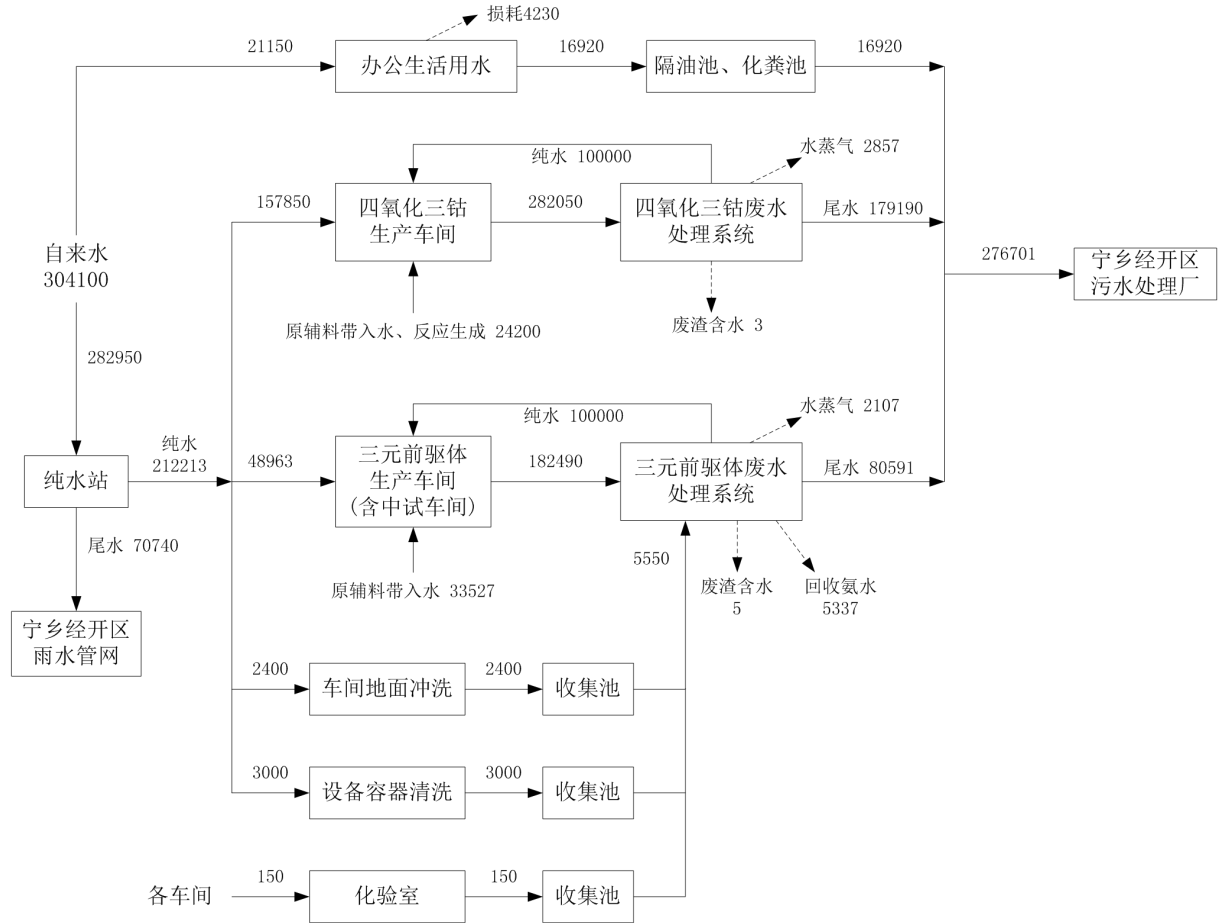 损耗4230
21150
办公生活用水
16920
隔油池、化粪池
16920
纯水 100000
水蒸气 2857
157850
四氧化三钴
生产车间
282050
四氧化三钴废水
处理系统
尾水 179190
自来水
304100
276701
宁乡经开区
污水处理厂
原辅料带入水、反应生成 24200
废渣含水 3
282950
纯水 100000
水蒸气 2107
纯水站
纯水
212213
48963
三元前驱体
生产车间
(含中试车间)
182490
三元前驱体废水
处理系统
尾水 80591
尾水 70740
原辅料带入水 33527
5550
废渣含水
5
回收氨水
5337
宁乡经开区
雨水管网
2400
车间地面冲洗
2400
收集池
3000
设备容器清洗
3000
收集池
各车间
150
化验室
150
收集池